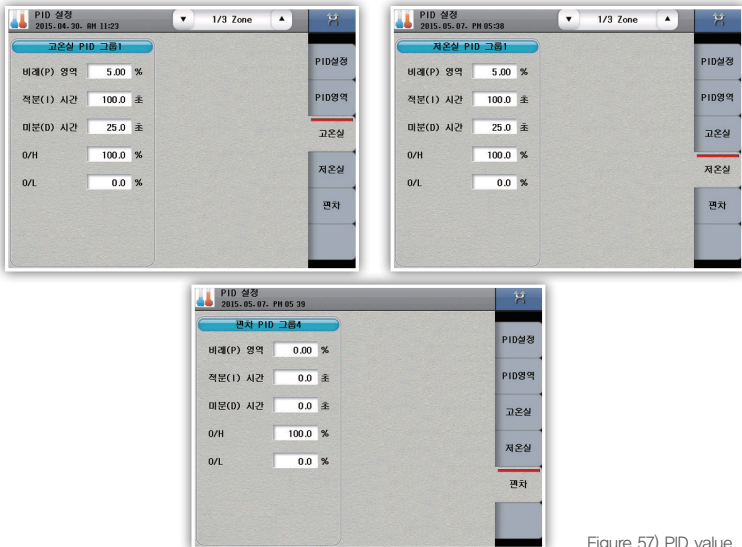 PID 설정
2015.04.30. AM 11:23
▼ 1/3 Zone ▲
고온실 PID 그룹1
비례(P) 영역 5.00 %
적분(I) 시간 100.0 초
미분(D) 시간 25.0 초
O/H 100.0 %
O/L 0.0 %
PID설정
PID영역
고온실
저온실
편차
PID 설정
2015.05.07. PM 05:38
▼ 1/3 Zone ▲
저온실 PID 그룹1
비례(P) 영역 5.00 %
적분(I) 시간 100.0 초
미분(D) 시간 25.0 초
O/H 100.0 %
O/L 0.0 %
PID설정
PID영역
고온실
저온실
편차
PID 설정
2015.05.07. PM 05 39
편차 PID 그룹4
비례(P) 영역 0.00 %
적분(I) 시간 0.0 초
미분(D) 시간 0.0 초
O/H 100.0 %
O/L 0.0 %
PID설정
PID영역
고온실
저온실
편차
Figure 57) PID value